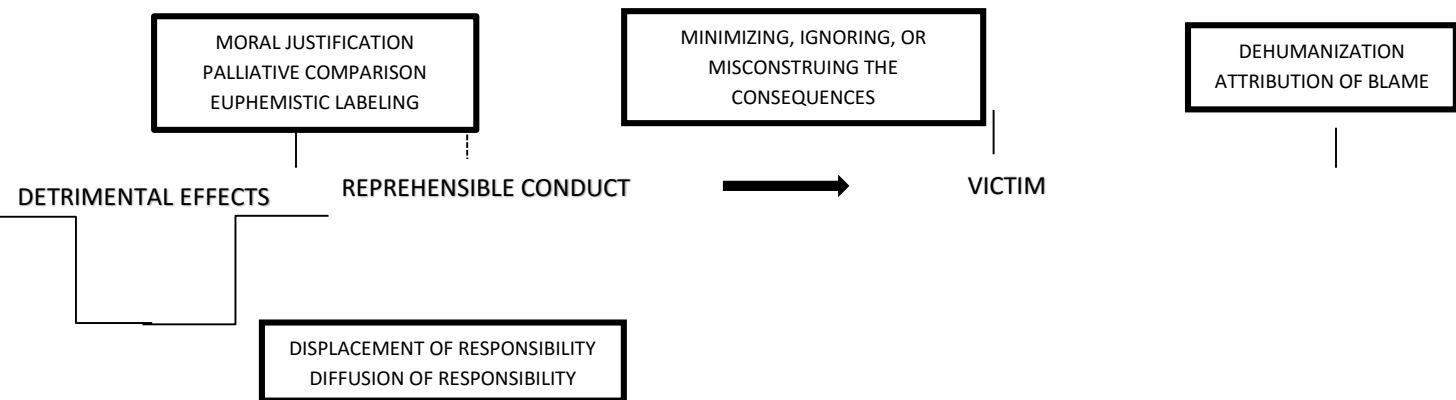 MORAL JUSTIFICATION
PALLIATIVE COMPARISON
EUPHEMISTIC LABELING
MINIMIZING, IGNORING, OR
MISCONSTRUING THE
CONSEQUENCES
DEHUMANIZATION
ATTRIBUTION OF BLAME
DETRIMENTAL EFFECTS
REPREHENSIBLE CONDUCT
VICTIM
DISPLACEMENT OF RESPONSIBILITY
DIFFUSION OF RESPONSIBILITY